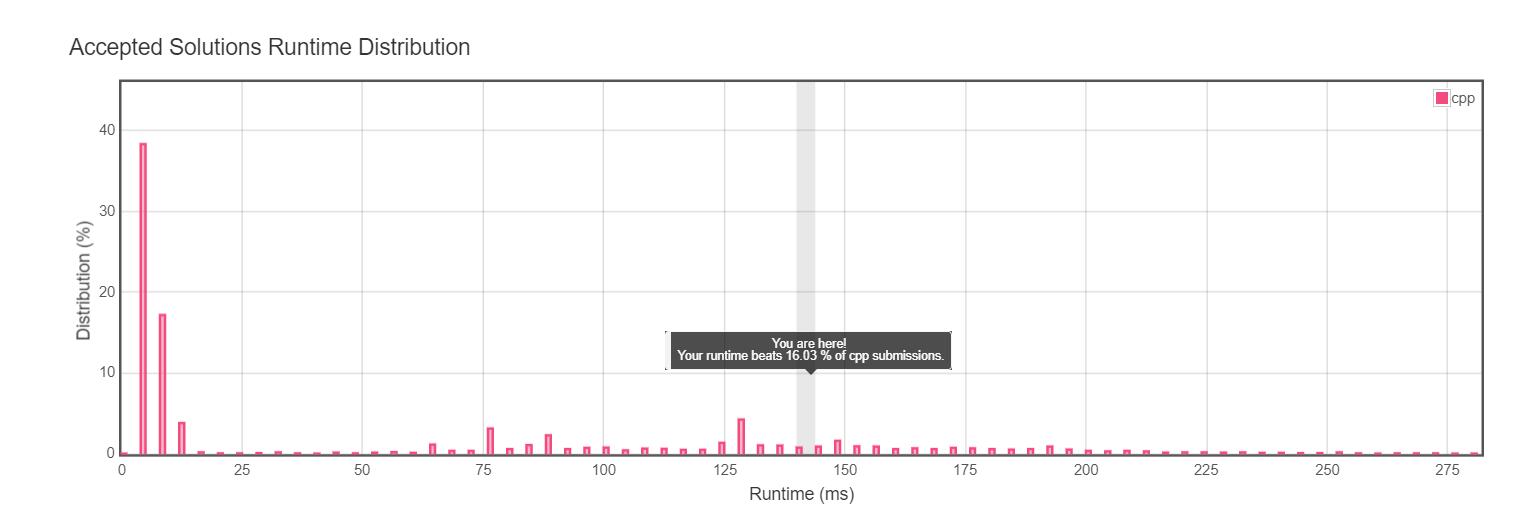 Accepted Solutions Runtime Distribution
cpp
40
30
20
10
0
Distribution (%)
You are here!
Your runtime beats 16.03 % of cpp submissions.
0 25 50 75 100 125 150 175 200 225 250 275
Runtime (ms)